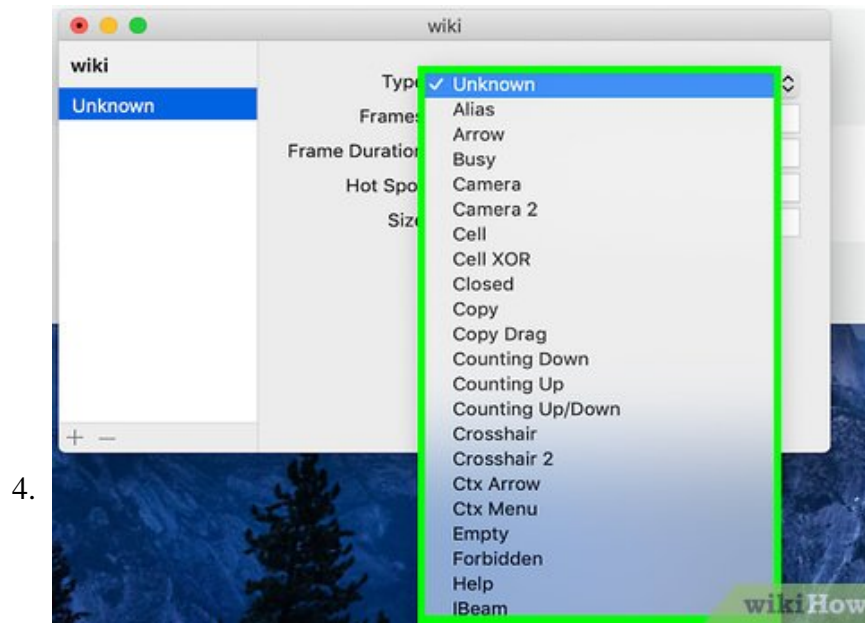 wiki
wiki
Unknown
Type
Frames
Frame Duration
Hot Spo
Size
✓ Unknown
Alias
Arrow
Busy
Camera
Camera 2
Cell
Cell XOR
Closed
Copy
Copy Drag
Counting Down
Counting Up
Counting Up/Down
Crosshair
Crosshair 2
Ctx Arrow
Ctx Menu
Empty
Forbidden
Help
IBeam
+ −
4.
wikiHow